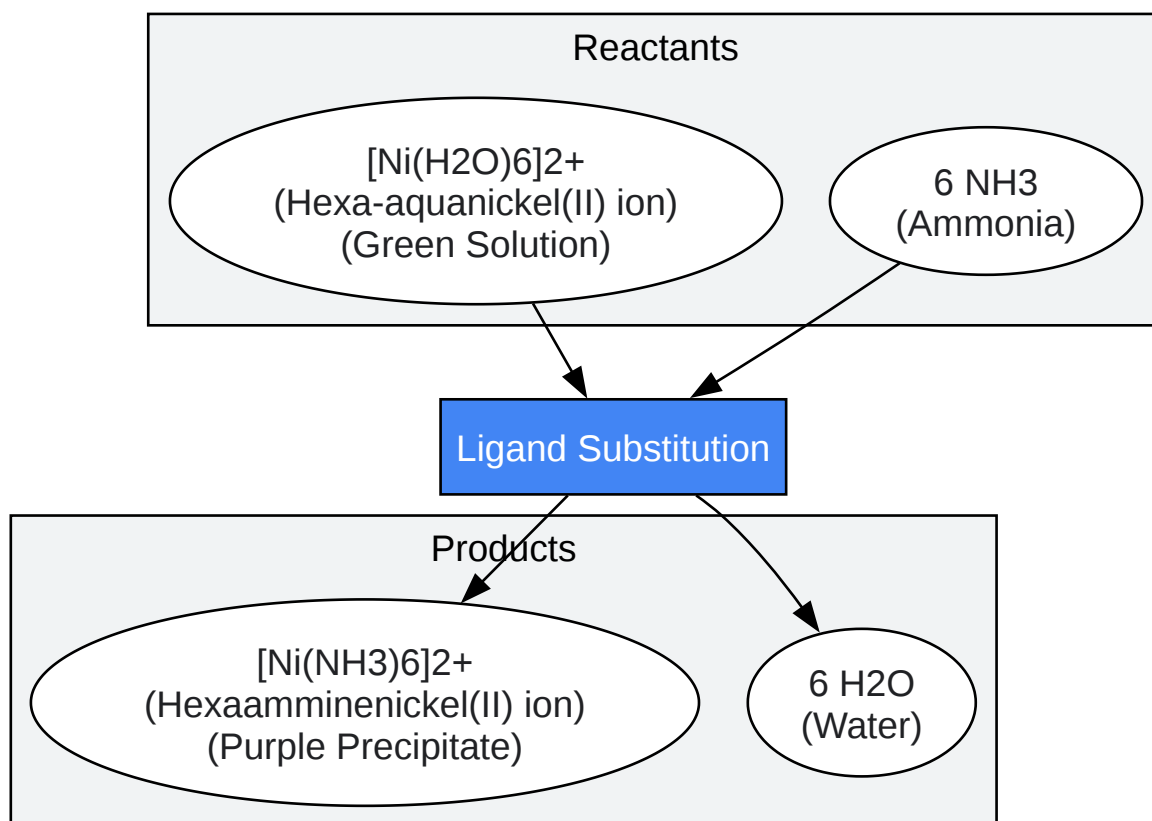 Reactants
[Ni(H2O)6]2+
(Hexa-aquanickel(II) ion)
(Green Solution)
6 NH3
(Ammonia)
Ligand Substitution
Products
[Ni(NH3)6]2+
(Hexaamminenickel(II) ion)
(Purple Precipitate)
6 H2O
(Water)